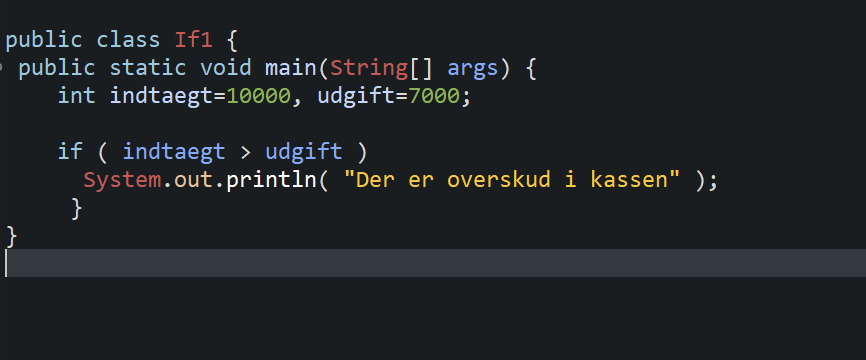 public class If1 {
public static void main(String[] args) {
int indtaegt=10000, udgift=7000;
if ( indtaegt > udgift )
System.out.println( "Der er overskud i kassen" );
}
}